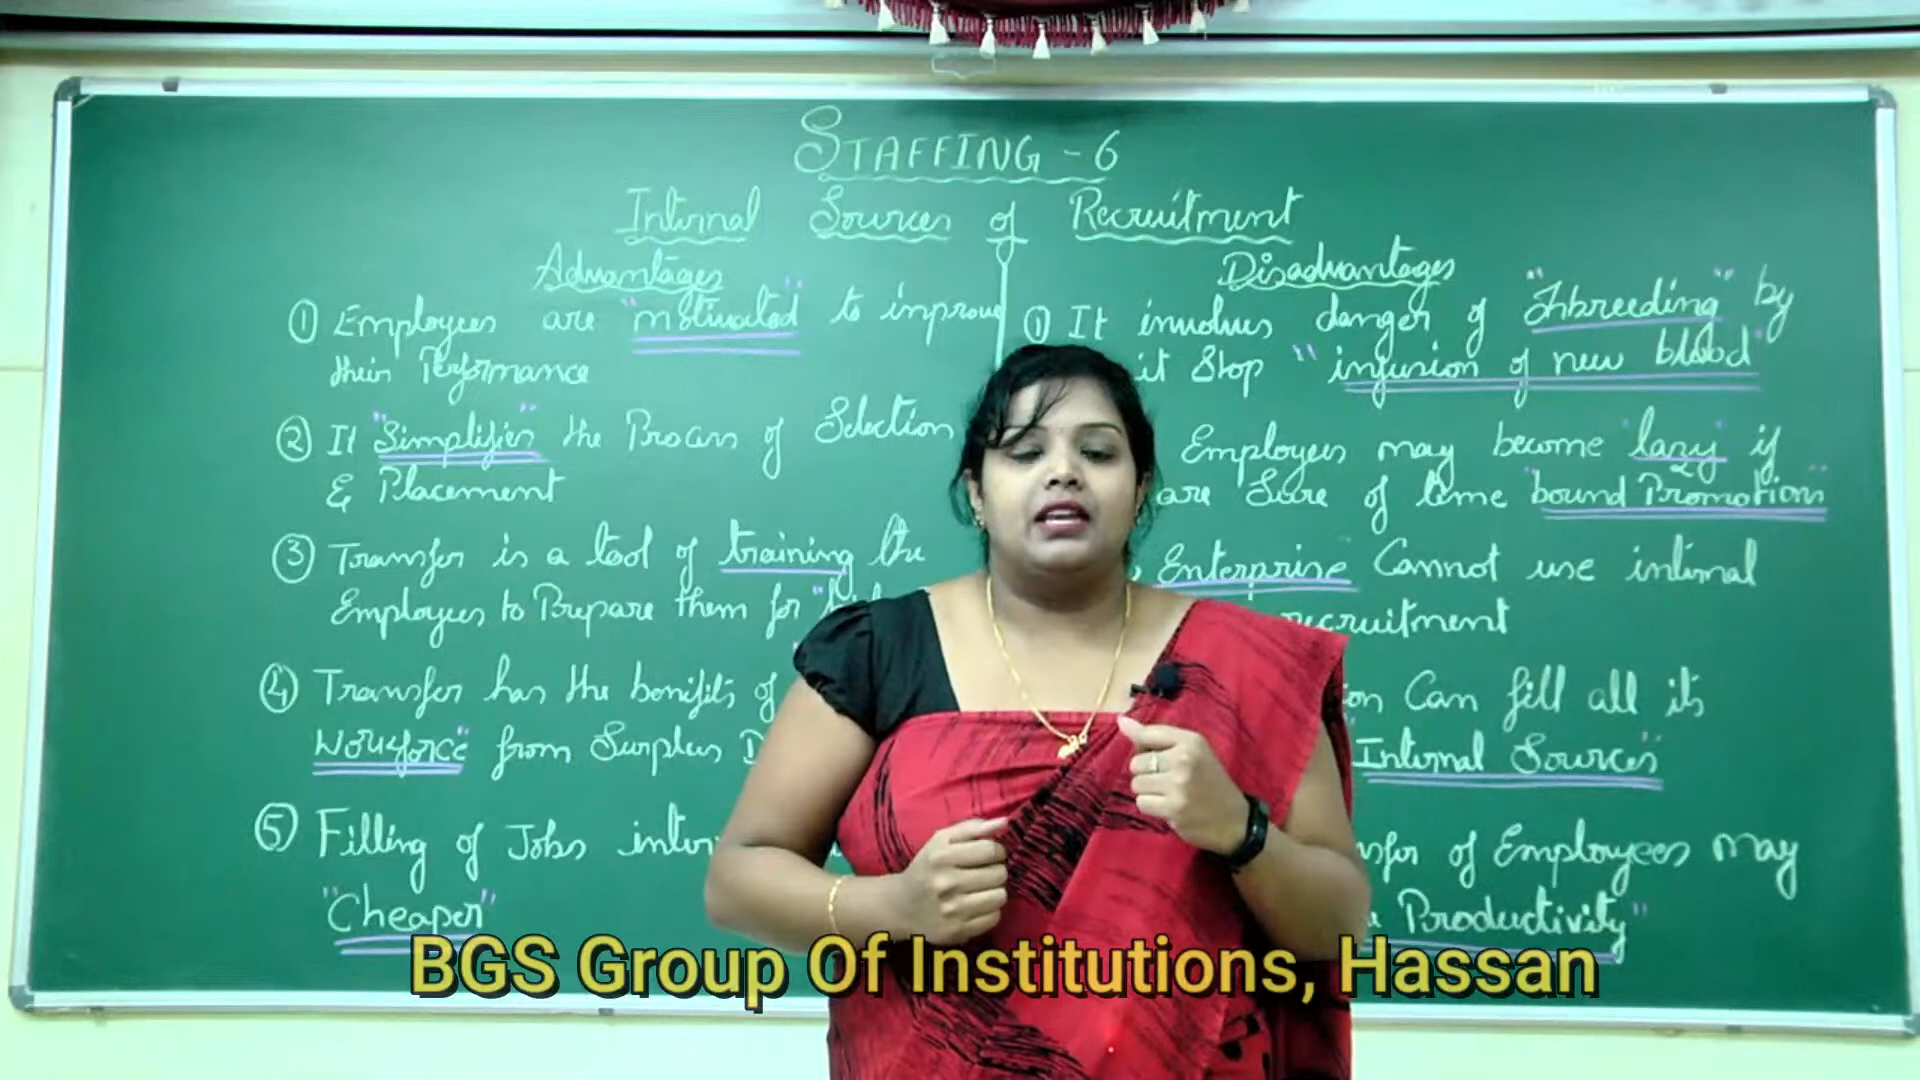 STAFFING - 6
Internal Sources of Recruitment
Advantages
① Employees are "motivated" to improve
their Performance
② It "Simplifies" the Process of Selection
& Placement
③ Transfer is a tool of training the
Employees to Prepare them for
④ Transfer has the benifits of
Workforce" from Surplus
⑤ Filling of Jobs
"Cheaper"
Disadvantages
① It involves danger of "Inbreeding" by
it Stop "infusion of new blood"
Employees may become "lazy" if
are Sure of time "bound Promotions"
Enterprise Cannot use internal
recruitment
Can fill all its
Internal Sources"
of Employees may
Productivity"
BGS Group Of Institutions, Hassan